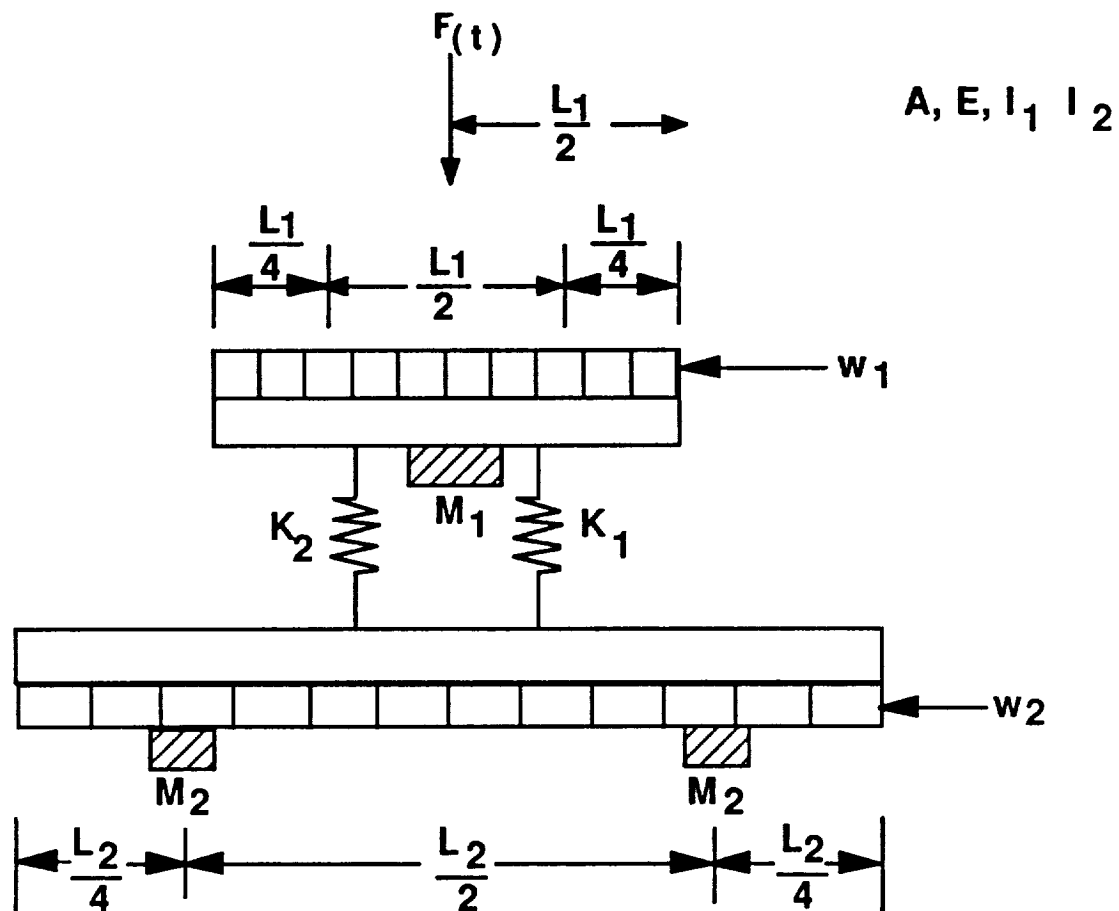 F(t)
L1/2
A, E, I1 I2
L1/4
L1/2
L1/4
w1
M1
K2
K1
w2
M2
M2
L2/4
L2/2
L2/4